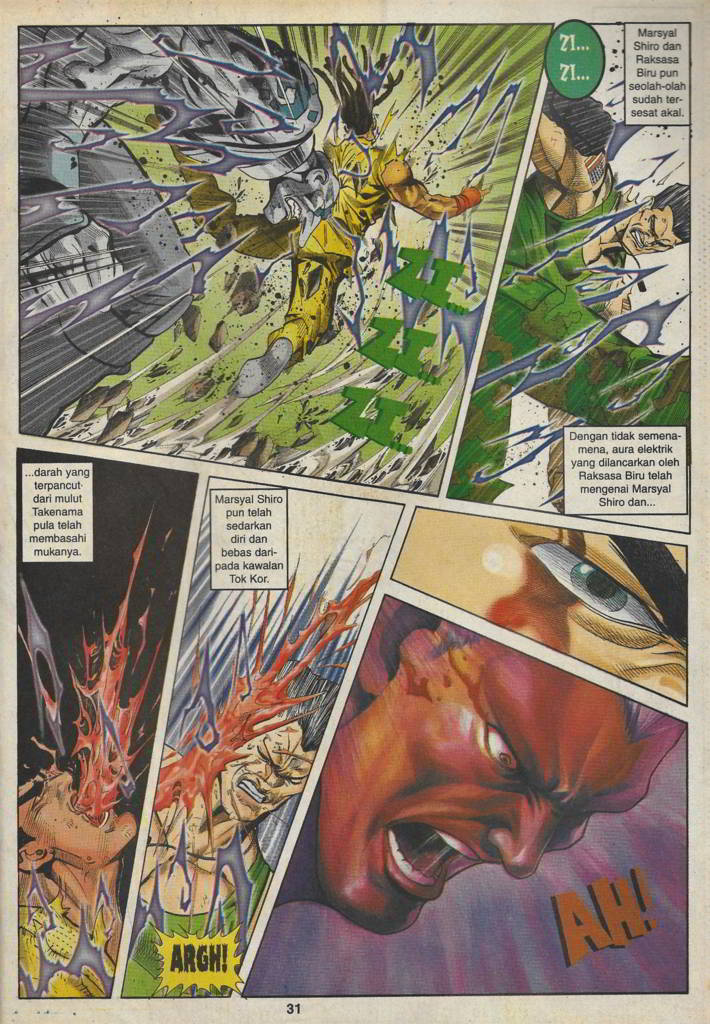 ZI...
ZI...
Marsyal
Shiro dan
Raksasa
Biru pun
seolah-olah
sudah ter-
sesat akal.
Dengan tidak semena-
mena, aura elektrik
yang dilancarkan oleh
Raksasa Biru telah
mengenai Marsyal
Shiro dan...
...darah yang
terpancut
dari mulut
Takenama
pula telah
membasahi
mukanya.
Marsyal Shiro
pun telah
sedarkan
diri dan
bebas dari-
pada kawalan
Tok Kor.
ARGH!
AH!
31